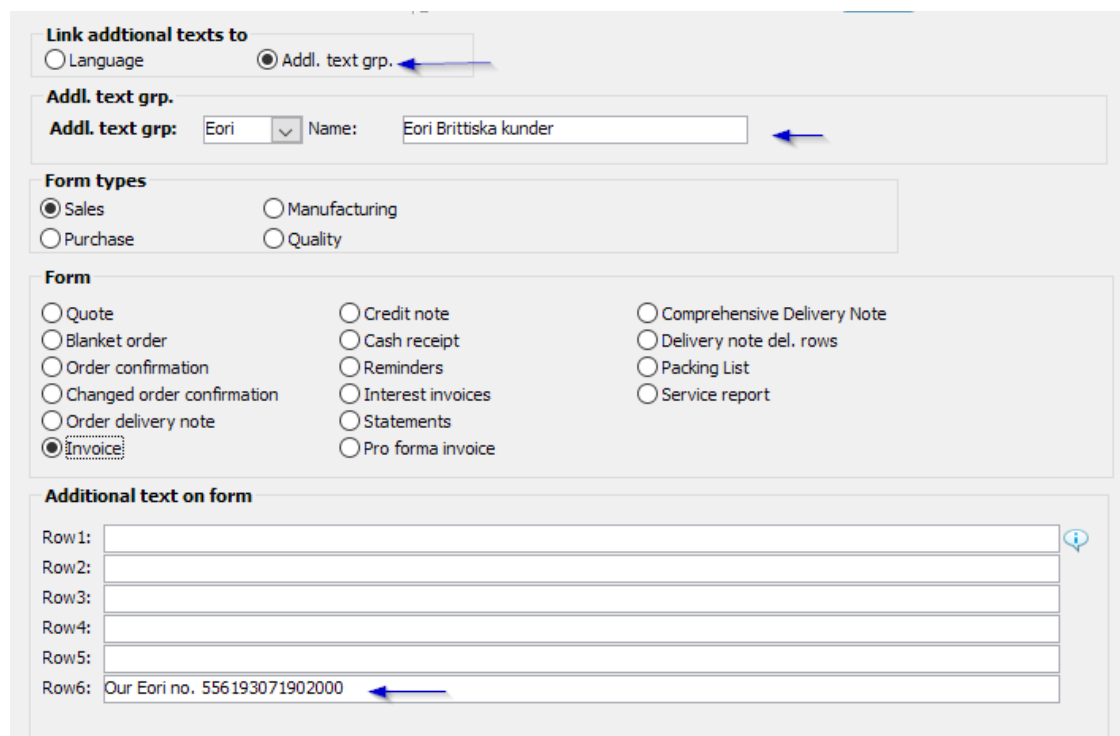 Link addtional texts to
Language Addl. text grp.
Addl. text grp.
Addl. text grp: Eori Name: Eori Brittiska kunder
Form types
Sales Manufacturing
Purchase Quality
Form
Quote Credit note Comprehensive Delivery Note
Blanket order Cash receipt Delivery note del. rows
Order confirmation Reminders Packing List
Changed order confirmation Interest invoices Service report
Order delivery note Statements
Invoice Pro forma invoice
Additional text on form
Row1:
Row2:
Row3:
Row4:
Row5:
Row6: Our Eori no. 556193071902000